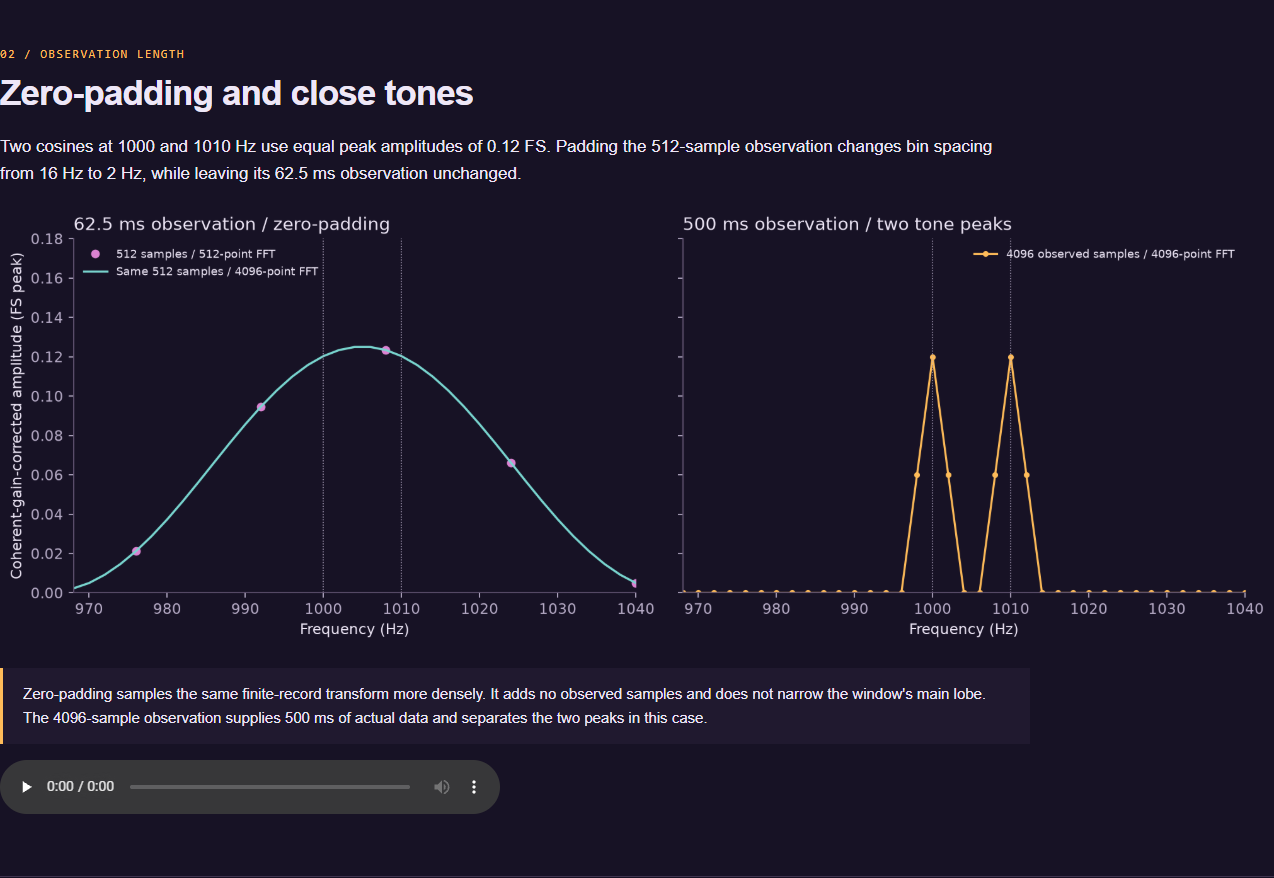 02 / OBSERVATION LENGTH
Zero-padding and close tones
Two cosines at 1000 and 1010 Hz use equal peak amplitudes of 0.12 FS. Padding the 512-sample observation changes bin spacing
from 16 Hz to 2 Hz, while leaving its 62.5 ms observation unchanged.
62.5 ms observation / zero-padding
512 samples / 512-point FFT
Same 512 samples / 4096-point FFT
Coherent-gain-corrected amplitude (FS peak)
0.18
0.16
0.14
0.12
0.10
0.08
0.06
0.04
0.02
0.00
970 980 990 1000 1010 1020 1030 1040
Frequency (Hz)
500 ms observation / two tone peaks
4096 observed samples / 4096-point FFT
970 980 990 1000 1010 1020 1030 1040
Frequency (Hz)
Zero-padding samples the same finite-record transform more densely. It adds no observed samples and does not narrow the window's main lobe.
The 4096-sample observation supplies 500 ms of actual data and separates the two peaks in this case.
0:00 / 0:00